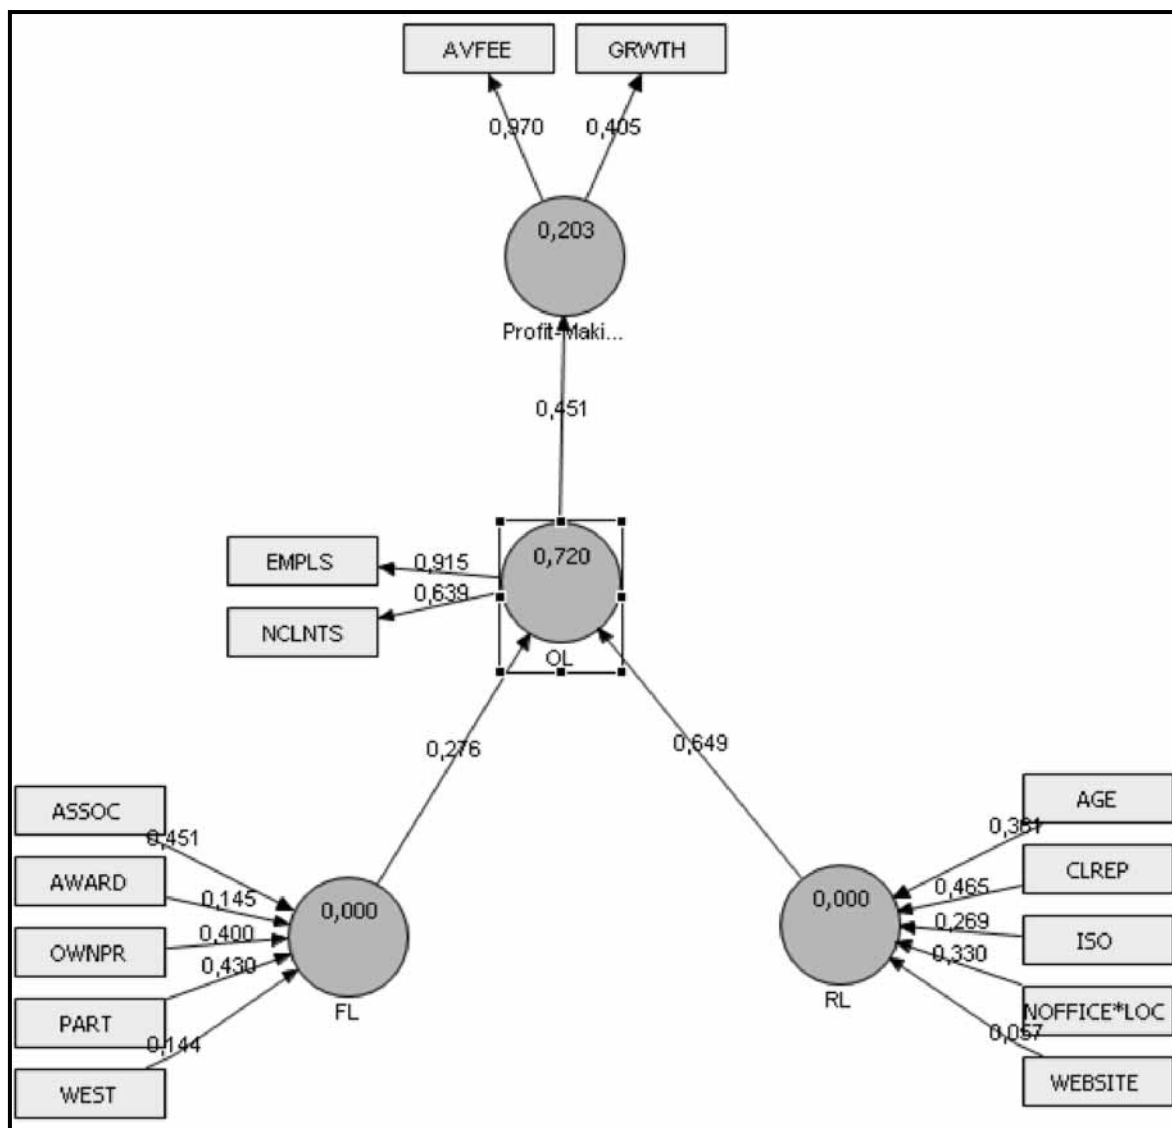 AVFEE
GRWTH
0,970
0,405
0,203
Profit-Maki...
0,451
EMPLS
0,915
0,720
0,639
NCLNTS
OL
0,276
0,649
ASSOC
AGE
0,451
0,381
AWARD
CLREP
0,145
0,465
0,000
0,000
OWNPR
0,400
0,269
ISO
0,430
0,330
PART
FL
RL
NOFFICE*LOC
0,144
0,057
WEST
WEBSITE